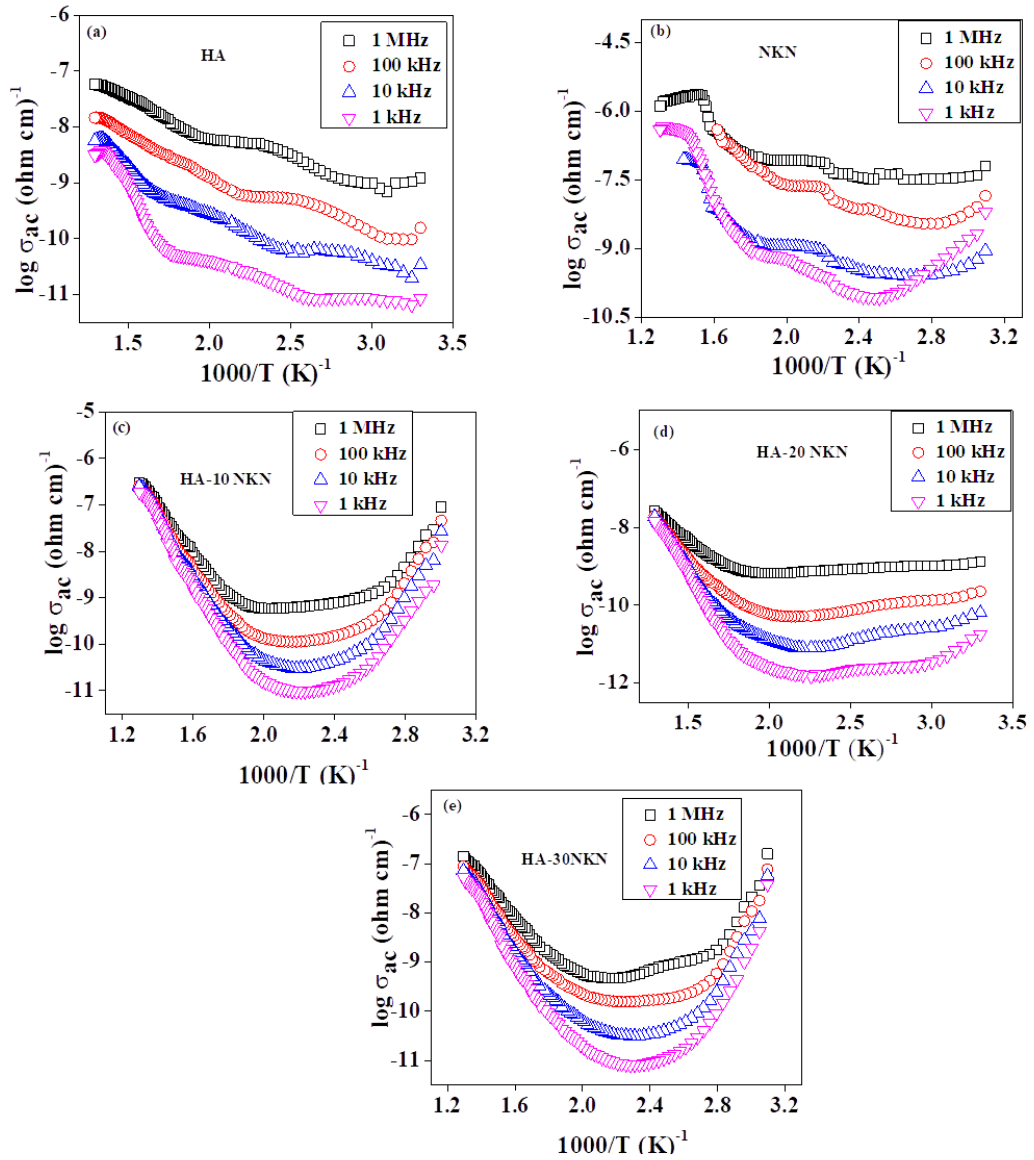 (a)
HA
1 MHz
100 kHz
10 kHz
1 kHz
-6
-7
-8
-9
-10
-11
log σac (ohm cm)-1
1.5 2.0 2.5 3.0 3.5
1000/T (K)-1
(b)
NKN
1 MHz
100 kHz
10 kHz
1 kHz
-4.5
-6.0
-7.5
-9.0
-10.5
log σac (ohm cm)-1
1.2 1.6 2.0 2.4 2.8 3.2
1000/T (K)-1
(c)
HA-10 NKN
1 MHz
100 kHz
10 kHz
1 kHz
-5
-6
-7
-8
-9
-10
-11
log σac (ohm cm)-1
1.2 1.6 2.0 2.4 2.8 3.2
1000/T (K)-1
(d)
HA-20 NKN
1 MHz
100 kHz
10 kHz
1 kHz
-8
-10
-12
log σac (ohm cm)-1
1.5 2.0 2.5 3.0 3.5
1000/T (K)-1
(e)
HA-30NKN
1 MHz
100 kHz
10 kHz
1 kHz
-6
-7
-8
-9
-10
-11
log σac (ohm cm)-1
1.2 1.6 2.0 2.4 2.8 3.2
1000/T (K)-1